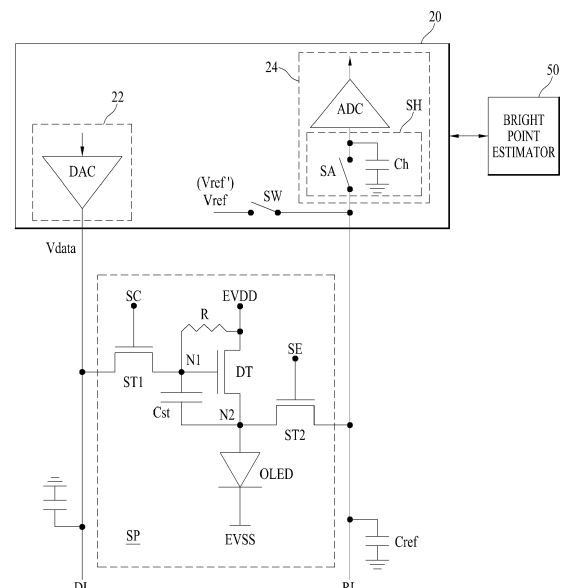 20
24
22
50
ADC
SH
BRIGHT
POINT
ESTIMATOR
DAC
SA
Ch
(Vref')
Vref
SW
Vdata
SC
EVDD
R
N1
SE
DT
ST1
Cst
N2
ST2
OLED
SP
EVSS
Cref